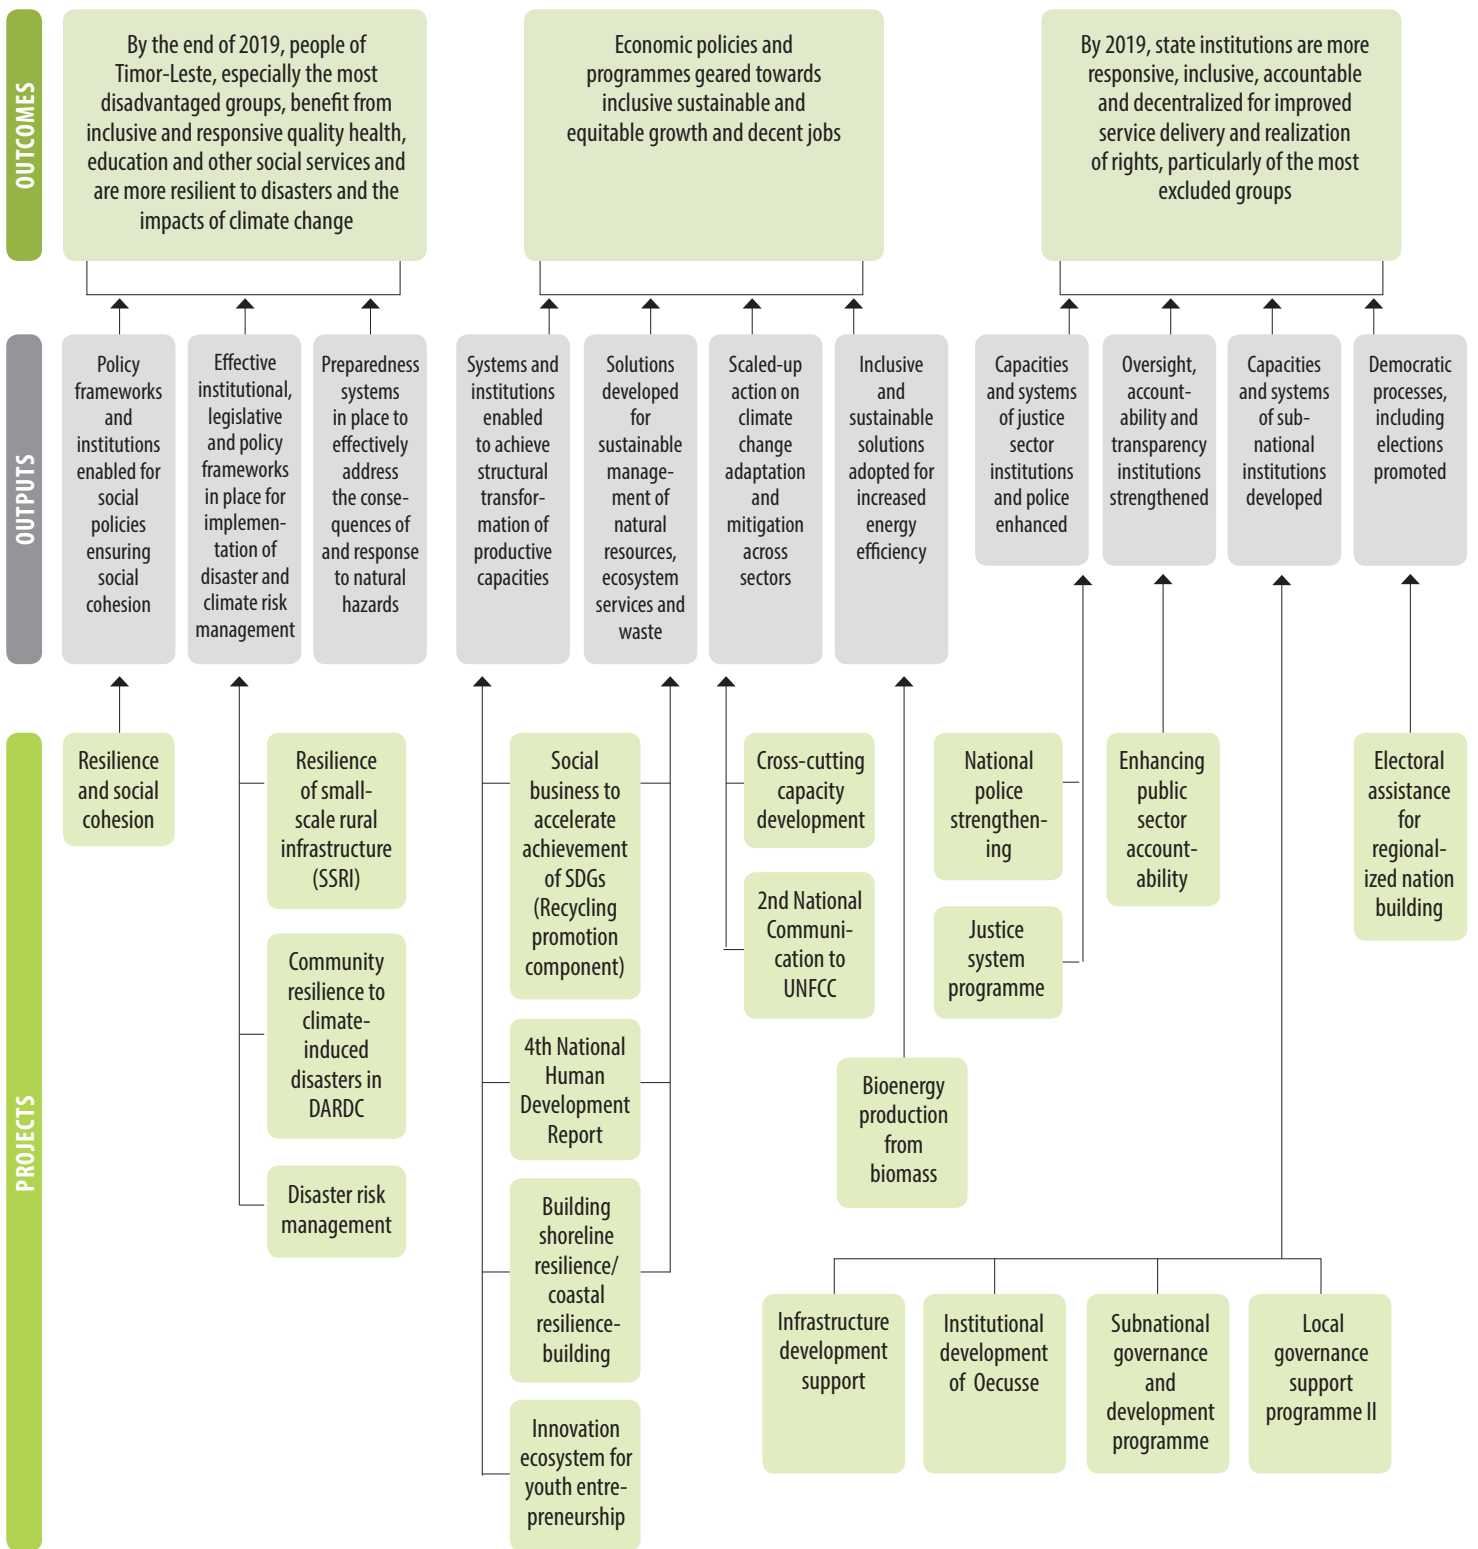 OUTCOMES
By the end of 2019, people of
Timor-Leste, especially the most
disadvantaged groups, benefit from
inclusive and responsive quality health,
education and other social services and
are more resilient to disasters and the
impacts of climate change
Economic policies and
programmes geared towards
inclusive sustainable and
equitable growth and decent jobs
By 2019, state institutions are more
responsive, inclusive, accountable
and decentralized for improved
service delivery and realization
of rights, particularly of the most
excluded groups
OUTPUTS
Policy
frameworks
and
institutions
enabled for
social
policies
ensuring
social
cohesion
Effective
institutional,
legislative
and policy
frameworks
in place for
implemen-
tation of
disaster and
climate risk
management
Preparedness
systems
in place to
effectively
address
the conse-
quences of
and response
to natural
hazards
Systems and
institutions
enabled
to achieve
structural
transfor-
mation of
productive
capacities
Solutions
developed
for
sustainable
manage-
ment of
natural
resources,
ecosystem
services and
waste
Scaled-up
action on
climate
change
adaptation
and
mitigation
across
sectors
Inclusive
and
sustainable
solutions
adopted for
increased
energy
efficiency
Capacities
and systems
of justice
sector
institutions
and police
enhanced
Oversight,
account-
ability and
transparency
institutions
strengthened
Capacities
and systems
of sub-
national
institutions
developed
Democratic
processes,
including
elections
promoted
PROJECTS
Resilience
and social
cohesion
Resilience
of small-
scale rural
infrastructure
(SSRI)
Community
resilience to
climate-
induced
disasters in
DARDC
Disaster risk
management
Social
business to
accelerate
achievement
of SDGs
(Recycling
promotion
component)
4th National
Human
Development
Report
Building
shoreline
resilience/
coastal
resilience-
building
Innovation
ecosystem for
youth entre-
preneurship
Cross-cutting
capacity
development
2nd National
Communi-
cation to
UNFCC
Bioenergy
production
from
biomass
National
police
strengthen-
ing
Justice
system
programme
Enhancing
public
sector
account-
ability
Electoral
assistance
for
regional-
ized nation
building
Infrastructure
development
support
Institutional
development
of Oecusse
Subnational
governance
and
development
programme
Local
governance
support
programme II